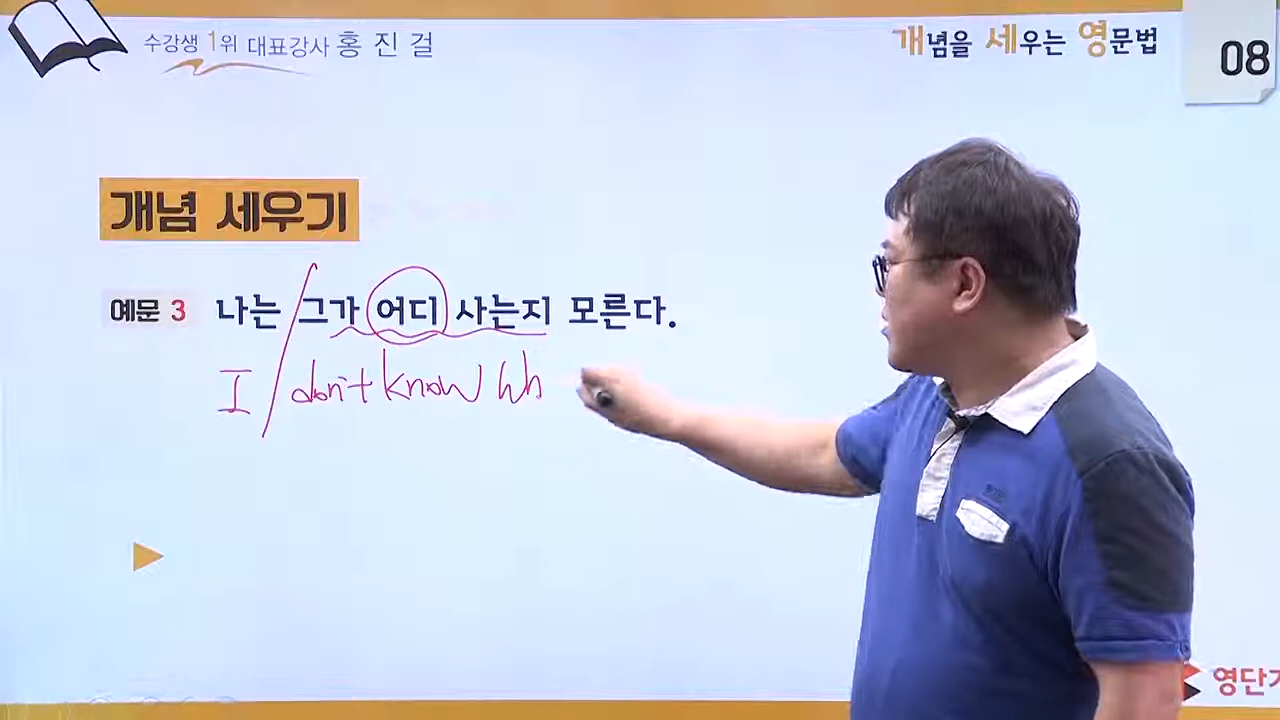 수강생 1위 대표강사 홍 진 걸
개념을 세우는 영문법
08
개념 세우기
예문 3 나는 그가 어디 사는지 모른다.
I don't know wh